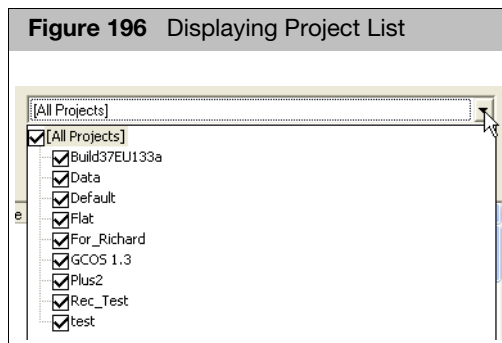 Figure 196 Displaying Project List
[All Projects]
[All Projects]
Build37EU133a
Data
Default
Flat
e
For_Richard
GCOS 1.3
Plus2
Rec_Test
test